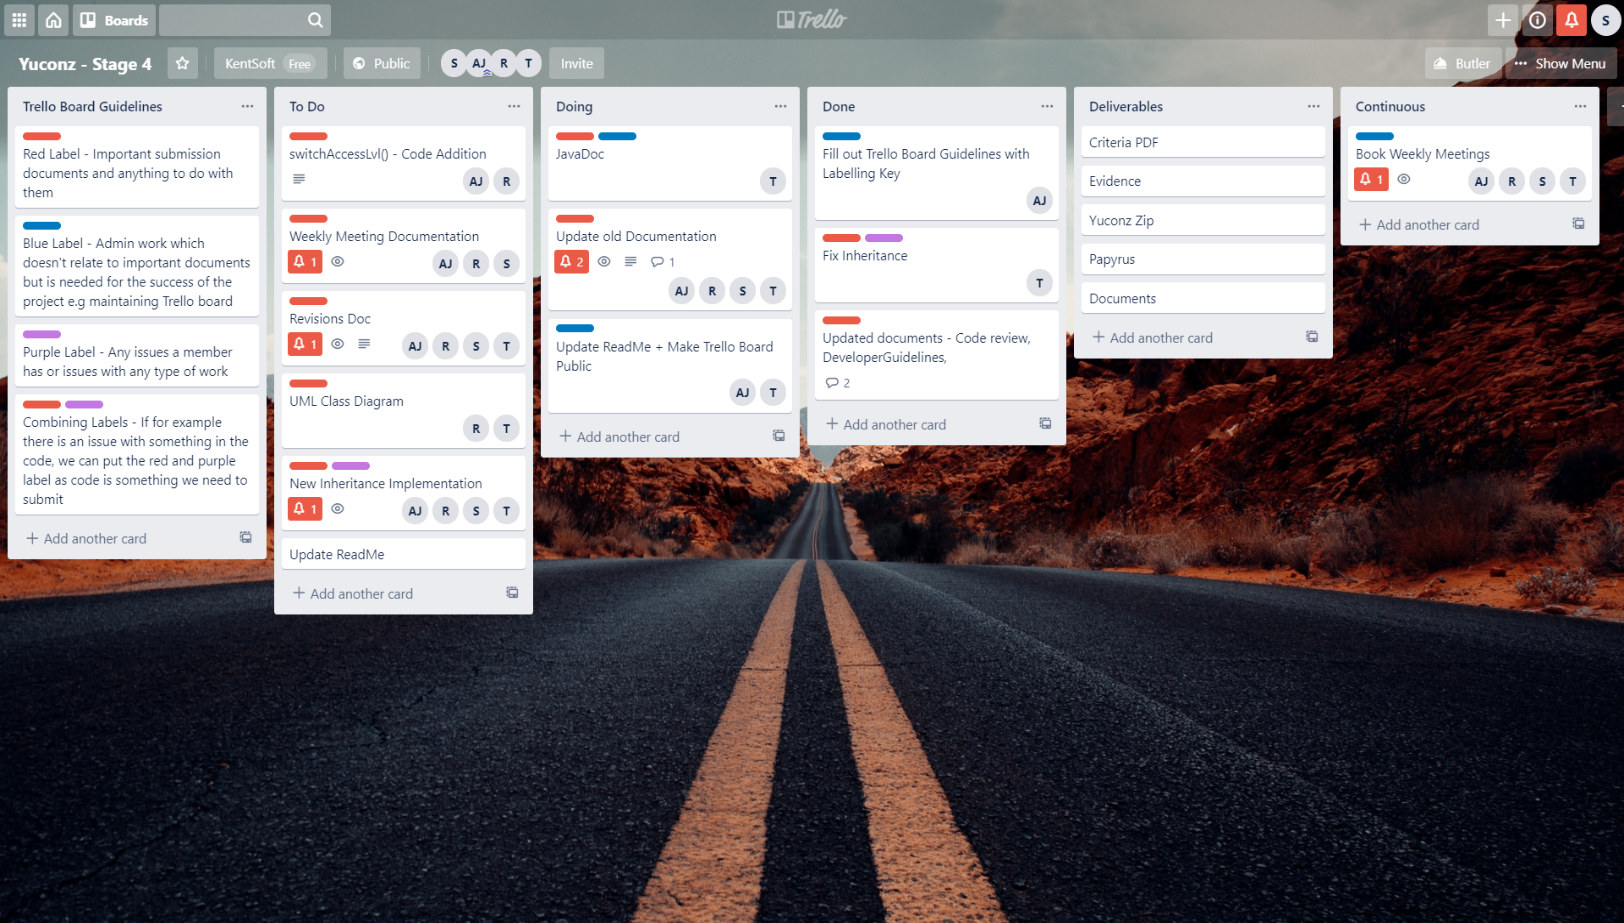 Boards
Trello
S
Yuconz - Stage 4
KentSoft Free
Public
S AJ R T
Invite
Butler
... Show Menu
Trello Board Guidelines
Red Label - Important submission
documents and anything to do with
them
Blue Label - Admin work which
doesn't relate to important documents
but is needed for the success of the
project e.g maintaining Trello board
Purple Label - Any issues a member
has or issues with any type of work
Combining Labels - If for example
there is an issue with something in the
code, we can put the red and purple
label as code is something we need to
submit
+ Add another card
To Do
switchAccessLvl() - Code Addition
AJ R
Weekly Meeting Documentation
1
AJ R S
Revisions Doc
1
AJ R S T
UML Class Diagram
R T
New Inheritance Implementation
1
AJ R S T
Update ReadMe
+ Add another card
Doing
JavaDoc
T
Update old Documentation
2 1
AJ R S T
Update ReadMe + Make Trello Board
Public
AJ T
+ Add another card
Done
Fill out Trello Board Guidelines with
Labelling Key
AJ
Fix Inheritance
T
Updated documents - Code review,
DeveloperGuidelines,
2
+ Add another card
Deliverables
Criteria PDF
Evidence
Yuconz Zip
Papyrus
Documents
+ Add another card
Continuous
Book Weekly Meetings
1
AJ R S T
+ Add another card